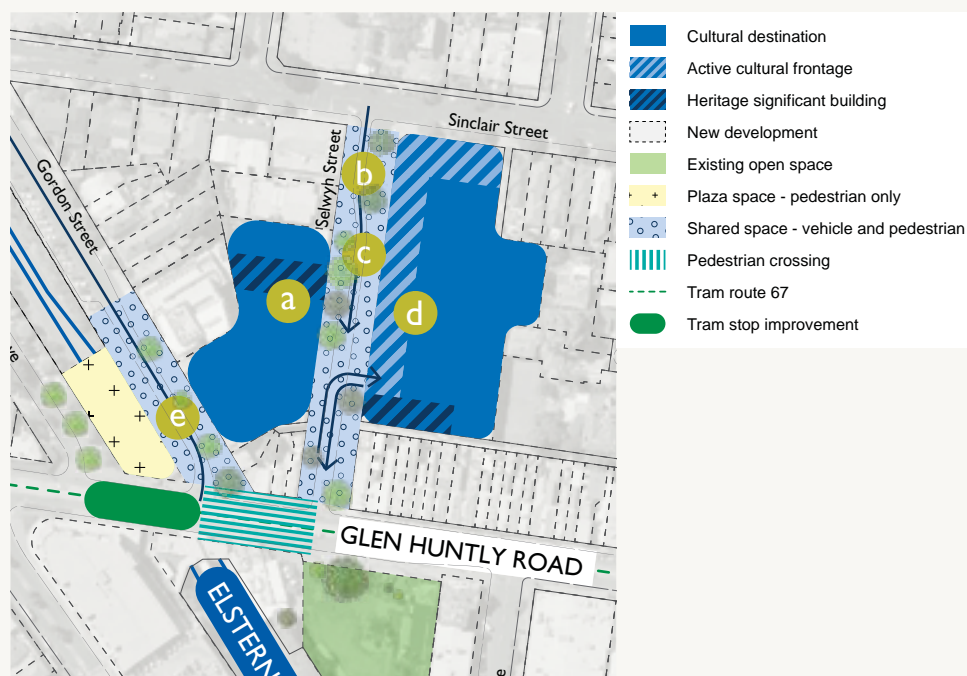 Sinclair Street
'Selwyh Street
Gordon Street
b
c
a
d
e
GLEN HUNTLY ROAD
ELSTERN
Cultural destination
Active cultural frontage
Heritage significant building
New development
Existing open space
Plaza space - pedestrian only
Shared space - vehicle and pedestrian
Pedestrian crossing
Tram route 67
Tram stop improvement